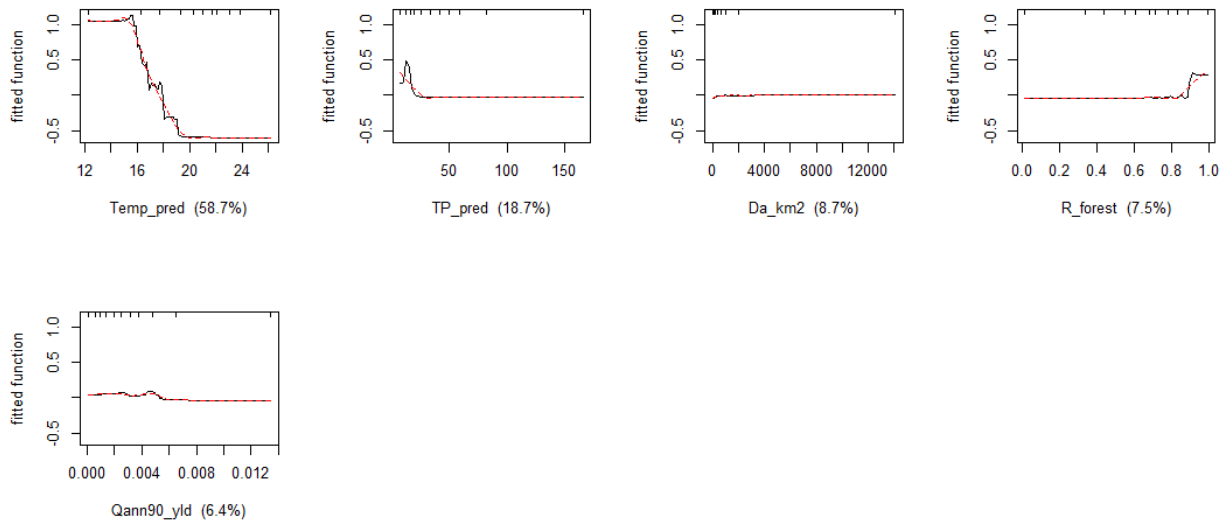 1.0
0.5
-0.5
fitted function
12 14 16 18 20 22 24
Temp_pred (58.7%)
1.0
0.5
-0.5
fitted function
50 100 150
TP_pred (18.7%)
1.0
0.5
-0.5
fitted function
0 4000 8000 12000
Da_km2 (8.7%)
1.0
0.5
-0.5
fitted function
0.0 0.2 0.4 0.6 0.8 1.0
R_forest (7.5%)
1.0
0.5
-0.5
fitted function
0.000 0.004 0.008 0.012
Qann90_yld (6.4%)